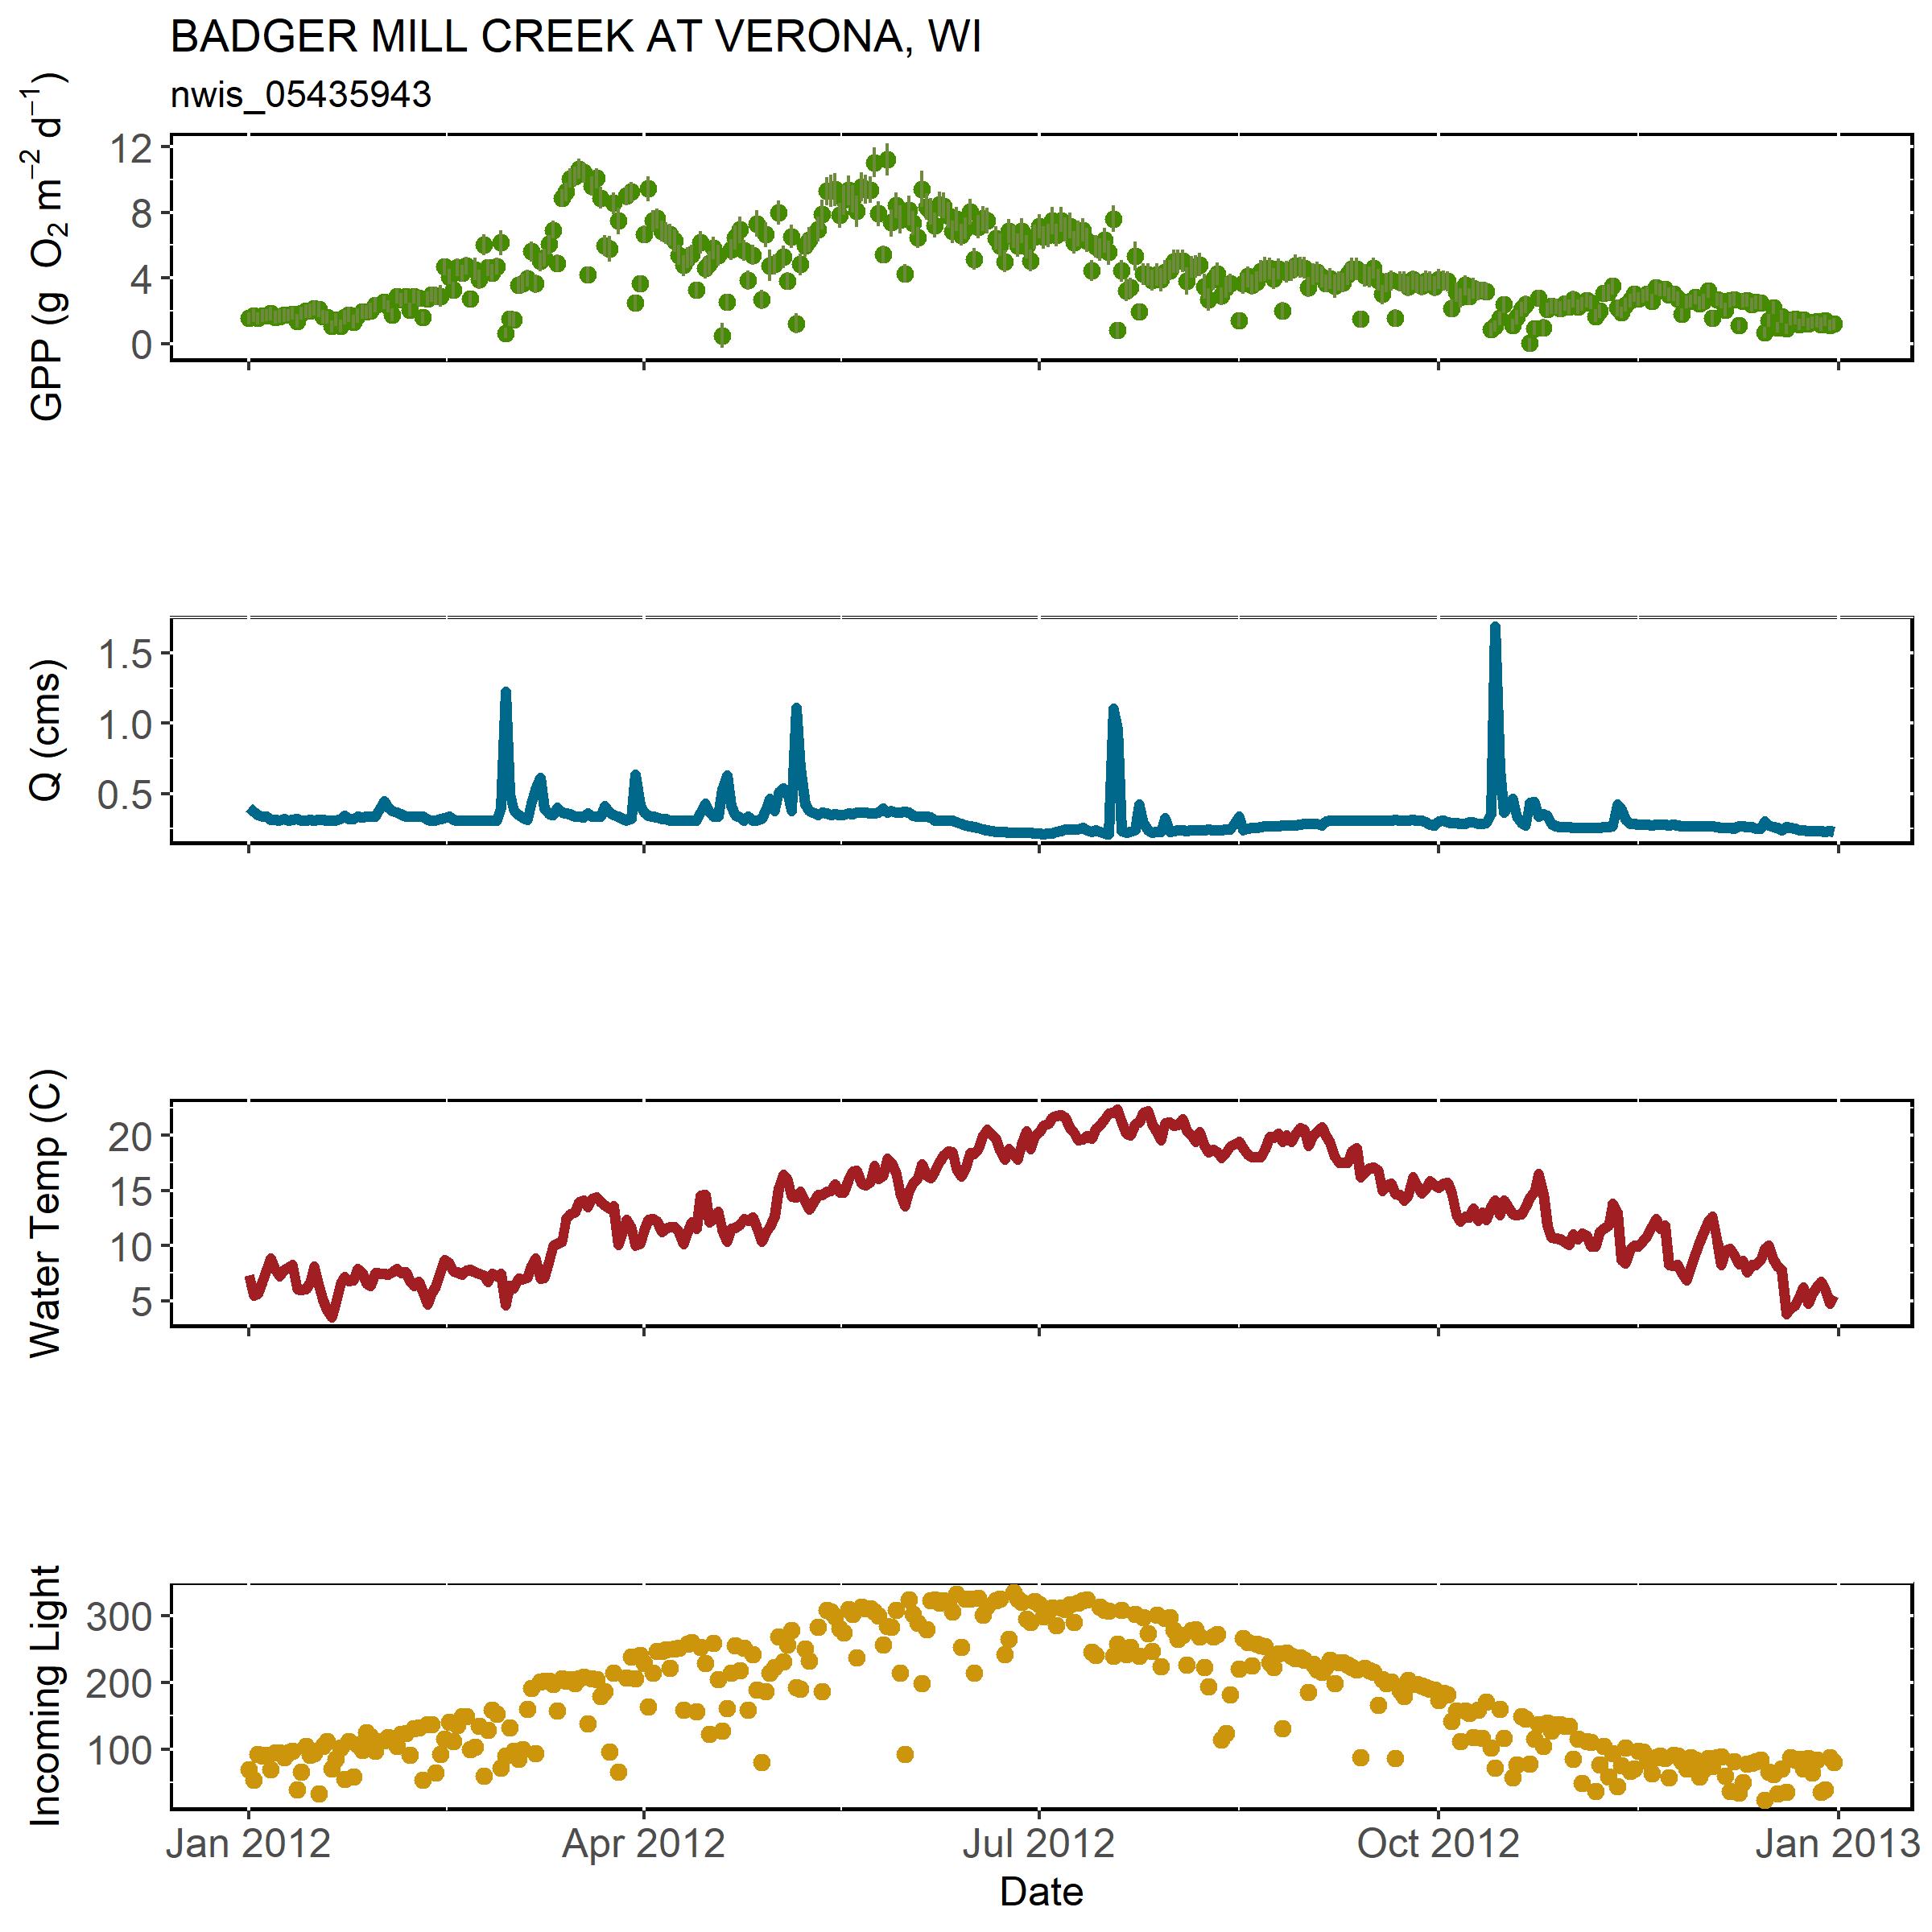 BADGER MILL CREEK AT VERONA, WI
nwis_05435943
GPP (g O₂ m⁻² d⁻¹)
12
8
4
0
Q (cms)
1.5
1.0
0.5
Water Temp (C)
20
15
10
5
Incoming Light
300
200
100
Jan 2012 Apr 2012 Jul 2012 Oct 2012 Jan 2013
Date